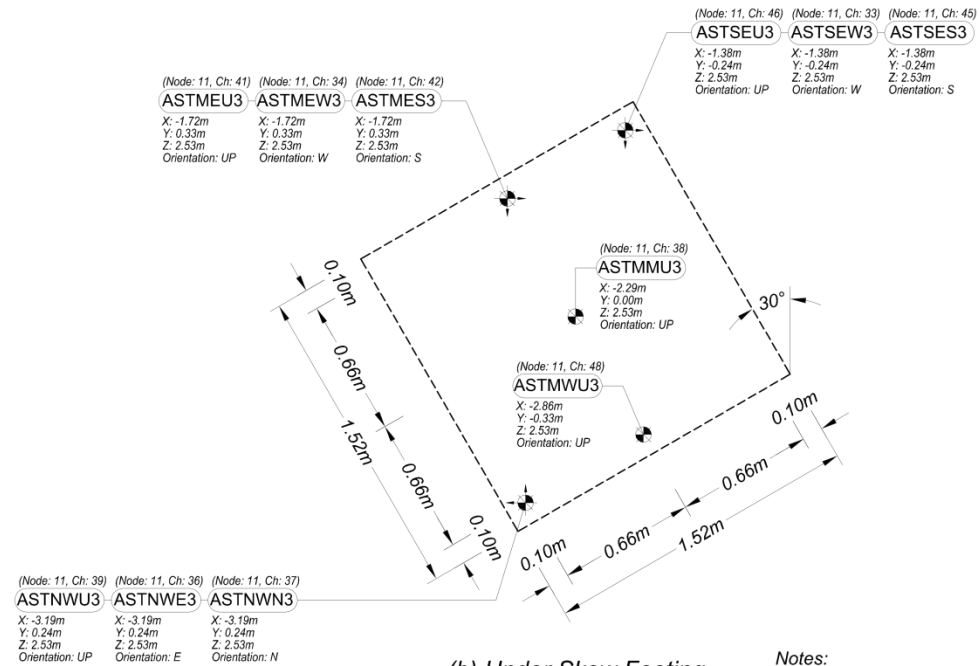 (Node: 11, Ch: 46) (Node: 11, Ch: 33) (Node: 11, Ch: 45)
ASTSEU3 ASTSEW3 ASTSES3
X: -1.38m X: -1.38m X: -1.38m
Y: -0.24m Y: -0.24m Y: -0.24m
Z: 2.53m Z: 2.53m Z: 2.53m
Orientation: UP Orientation: W Orientation: S
(Node: 11, Ch: 41) (Node: 11, Ch: 34) (Node: 11, Ch: 42)
ASTMEU3 ASTMEW3 ASTMES3
X: -1.72m X: -1.72m X: -1.72m
Y: 0.33m Y: 0.33m Y: 0.33m
Z: 2.53m Z: 2.53m Z: 2.53m
Orientation: UP Orientation: W Orientation: S
(Node: 11, Ch: 38)
ASTMMU3
X: -2.29m
Y: 0.00m
Z: 2.53m
Orientation: UP
30°
0.10m
0.66m
1.52m
0.66m
0.10m
(Node: 11, Ch: 48)
ASTMWU3
X: -2.86m
Y: -0.33m
Z: 2.53m
Orientation: UP
0.10m
0.66m
1.52m
0.66m
0.10m
(Node: 11, Ch: 39) (Node: 11, Ch: 36) (Node: 11, Ch: 37)
ASTNWU3 ASTNWE3 ASTNWN3
X: -3.19m X: -3.19m X: -3.19m
Y: 0.24m Y: 0.24m Y: 0.24m
Z: 2.53m Z: 2.53m Z: 2.53m
Orientation: UP Orientation: E Orientation: N
(b) Under Skew Footing
Notes: